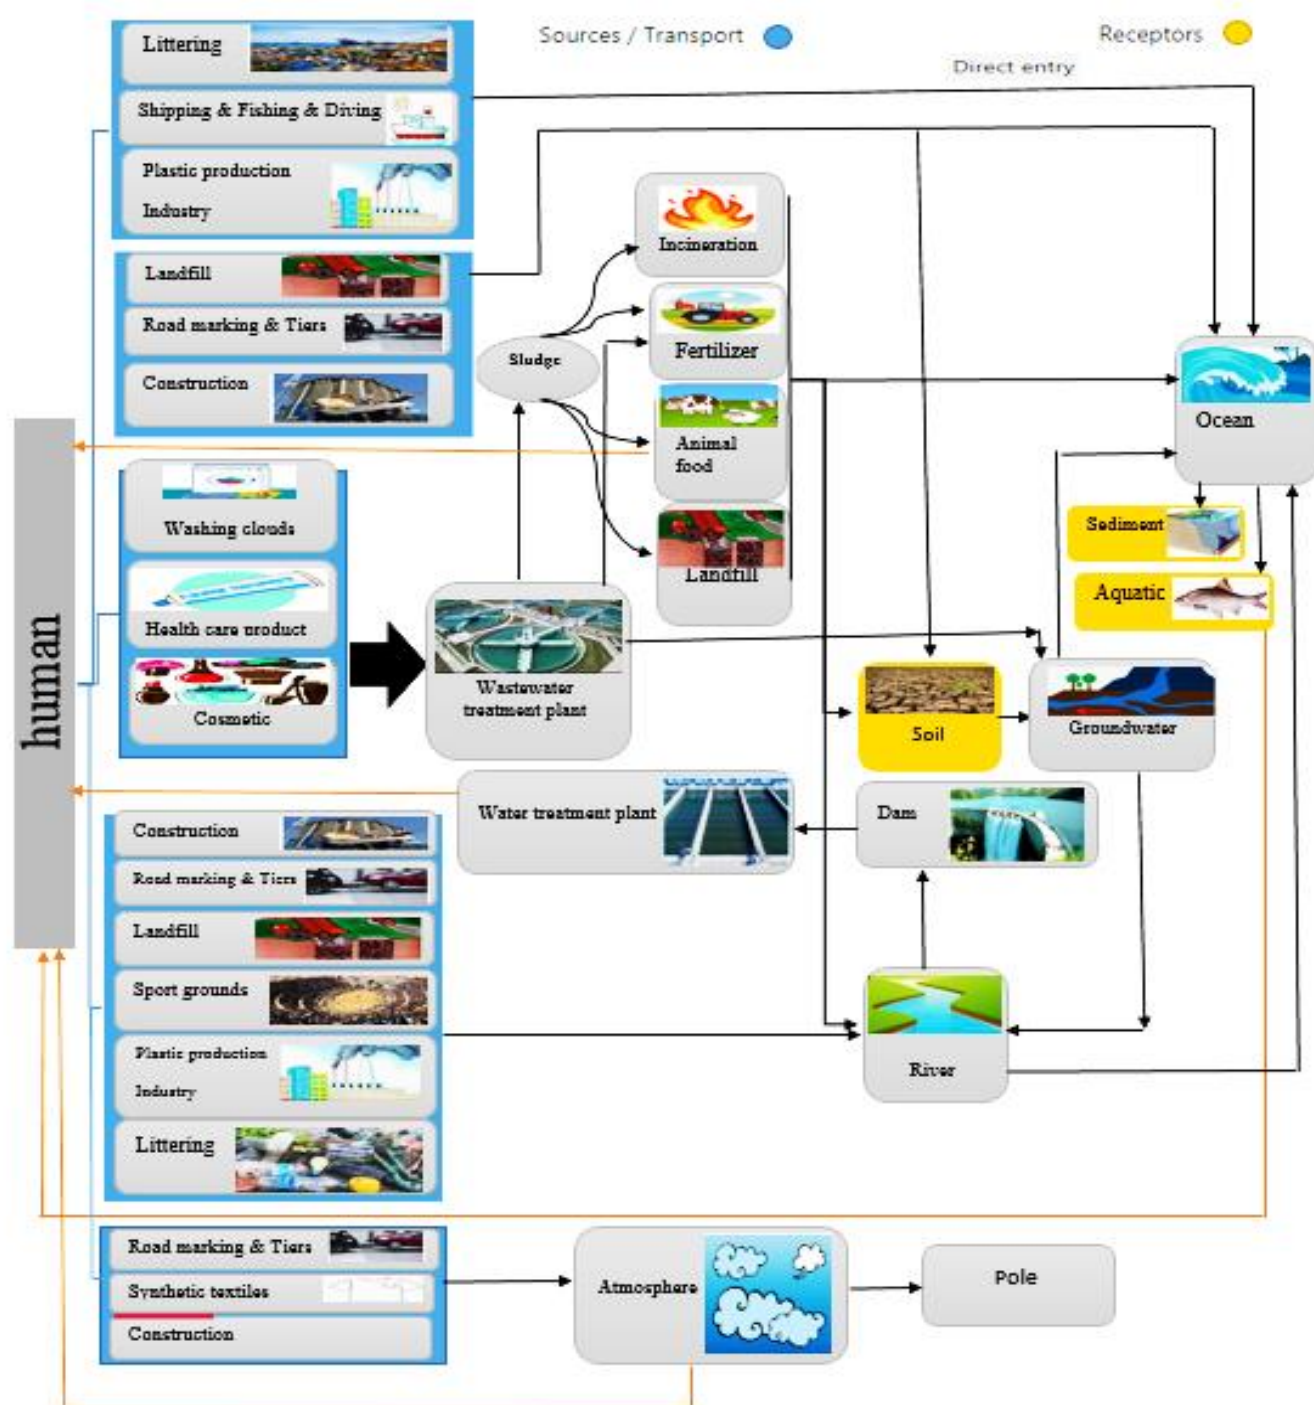 Sources / Transport
Receptors
Direct entry
Littering
Shipping & Fishing & Diving
Plastic production
Industry
Landfill
Road marking & Tiers
Construction
Incineration
Fertilizer
Sludge
Animal
food
Landfill
Ocean
Sediment
Aquatic
human
Washing clouds
Health care product
Cosmetic
Wastewater
treatment plant
Soil
Groundwater
Water treatment plant
Dam
River
Construction
Road marking & Tiers
Landfill
Sport grounds
Plastic production
Industry
Littering
Road marking & Tiers
Synthetic textiles
Construction
Atmosphere
Pole